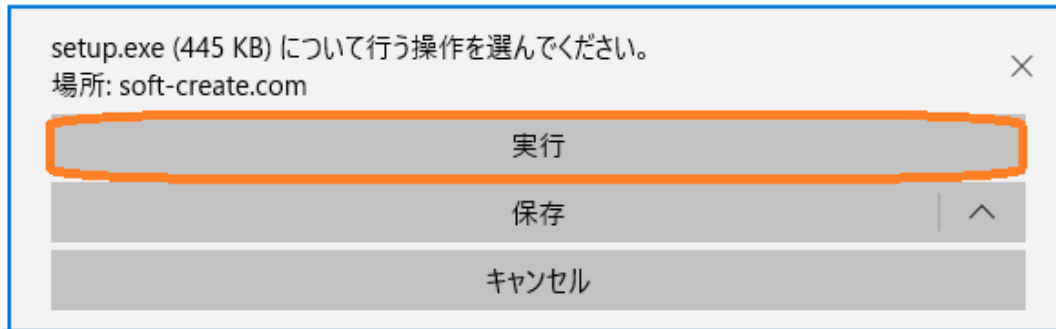 setup.exe (445 KB) について行う操作を選んでください。
場所: soft-create.com
実行
保存
キャンセル